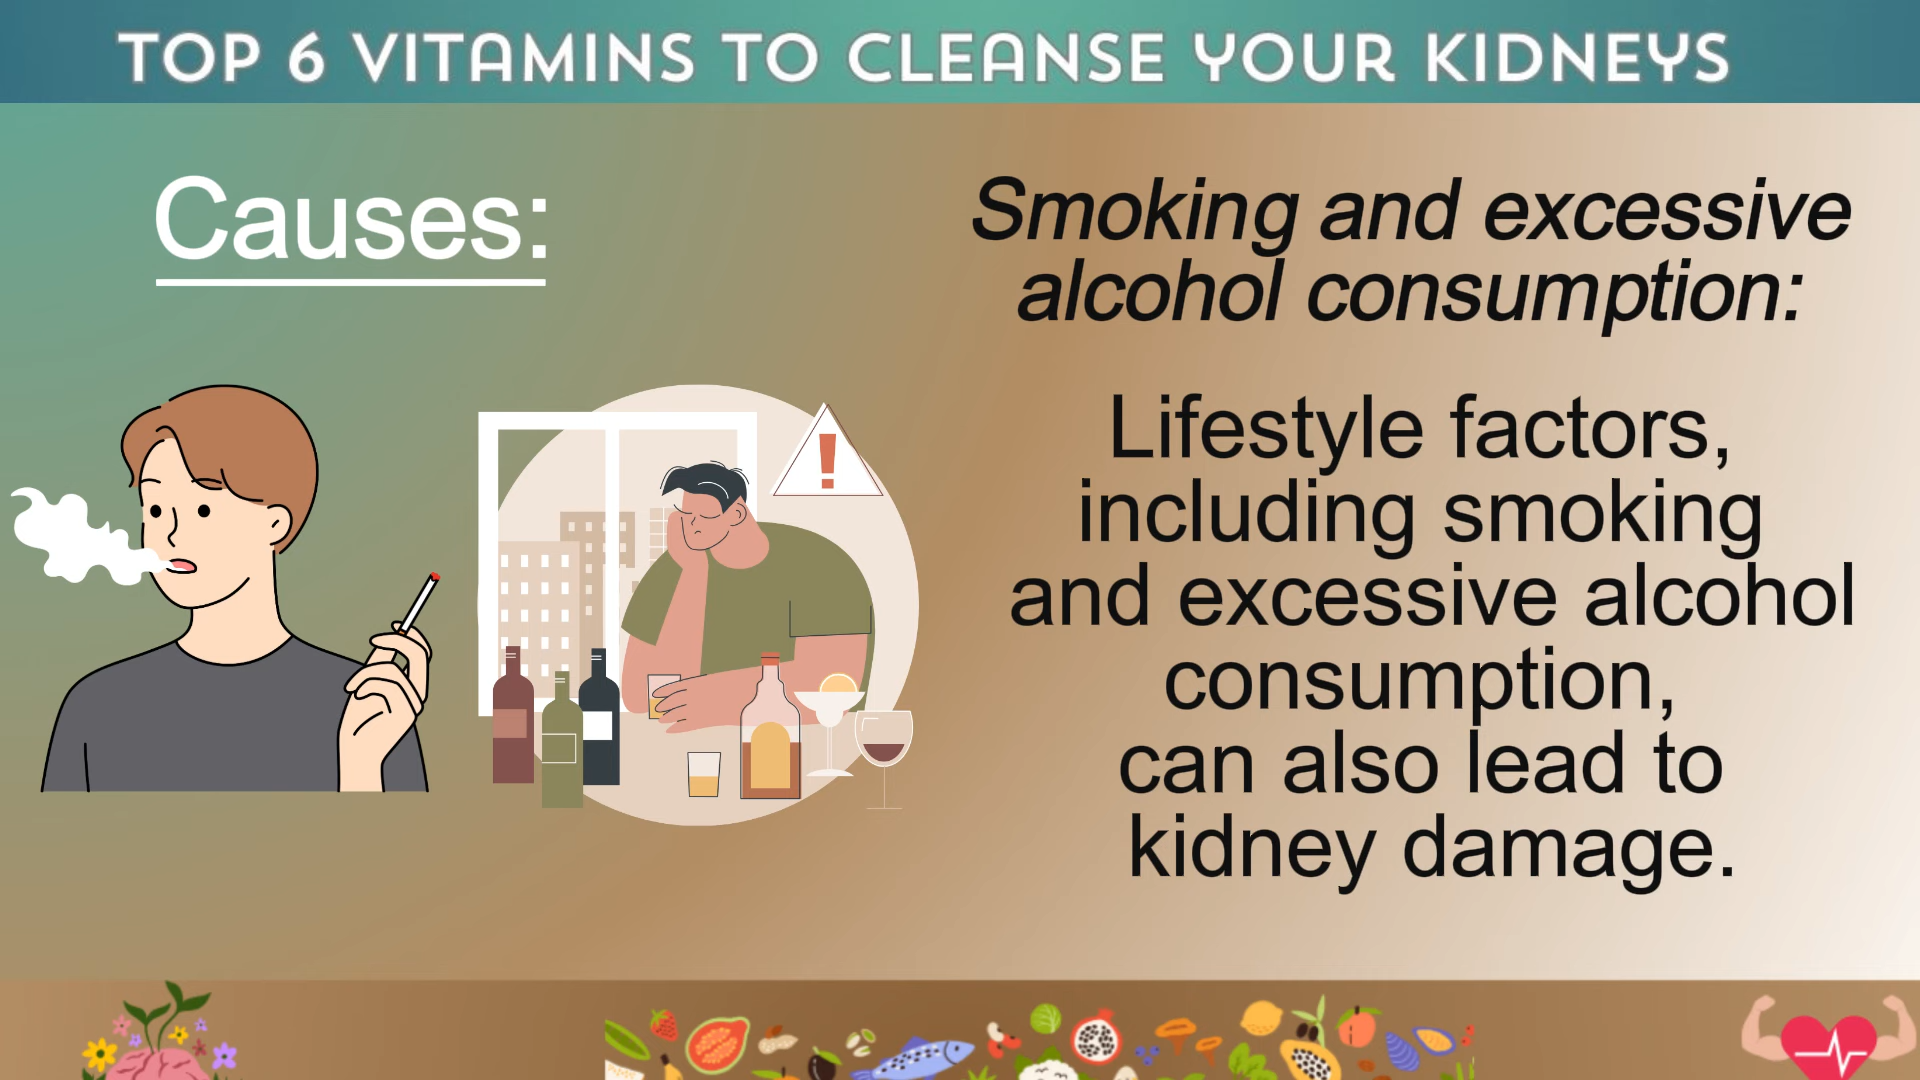 TOP 6 VITAMINS TO CLEANSE YOUR KIDNEYS
Causes:
Smoking and excessive
alcohol consumption:
Lifestyle factors,
including smoking
and excessive alcohol
consumption,
can also lead to
kidney damage.